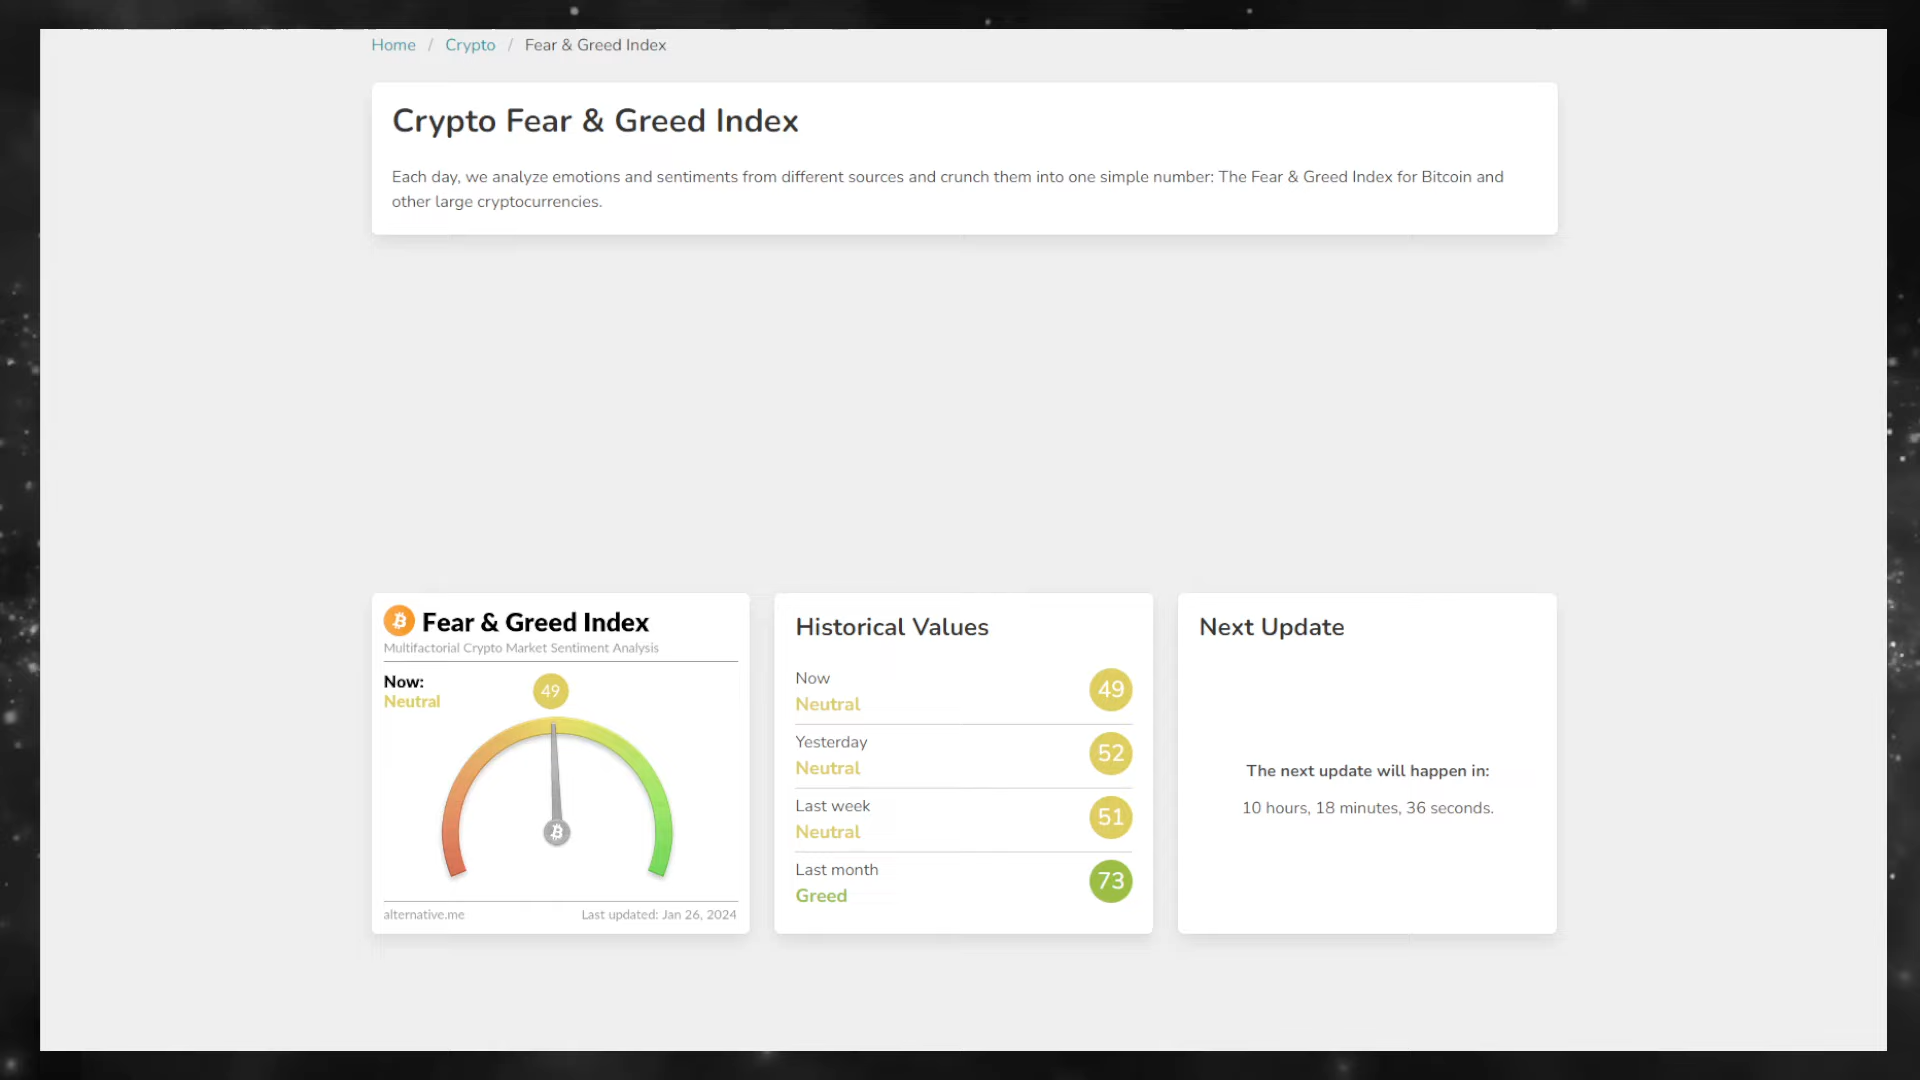 Home / Crypto / Fear & Greed Index
Crypto Fear & Greed Index
Each day, we analyze emotions and sentiments from different sources and crunch them into one simple number: The Fear & Greed Index for Bitcoin and
other large cryptocurrencies.
Fear & Greed Index
Multifactorial Crypto Market Sentiment Analysis
Now:
Neutral
49
alternative.me
Last updated: Jan 26, 2024
Historical Values
Now
Neutral
49
Yesterday
Neutral
52
Last week
Neutral
51
Last month
Greed
73
Next Update
The next update will happen in:
10 hours, 18 minutes, 36 seconds.